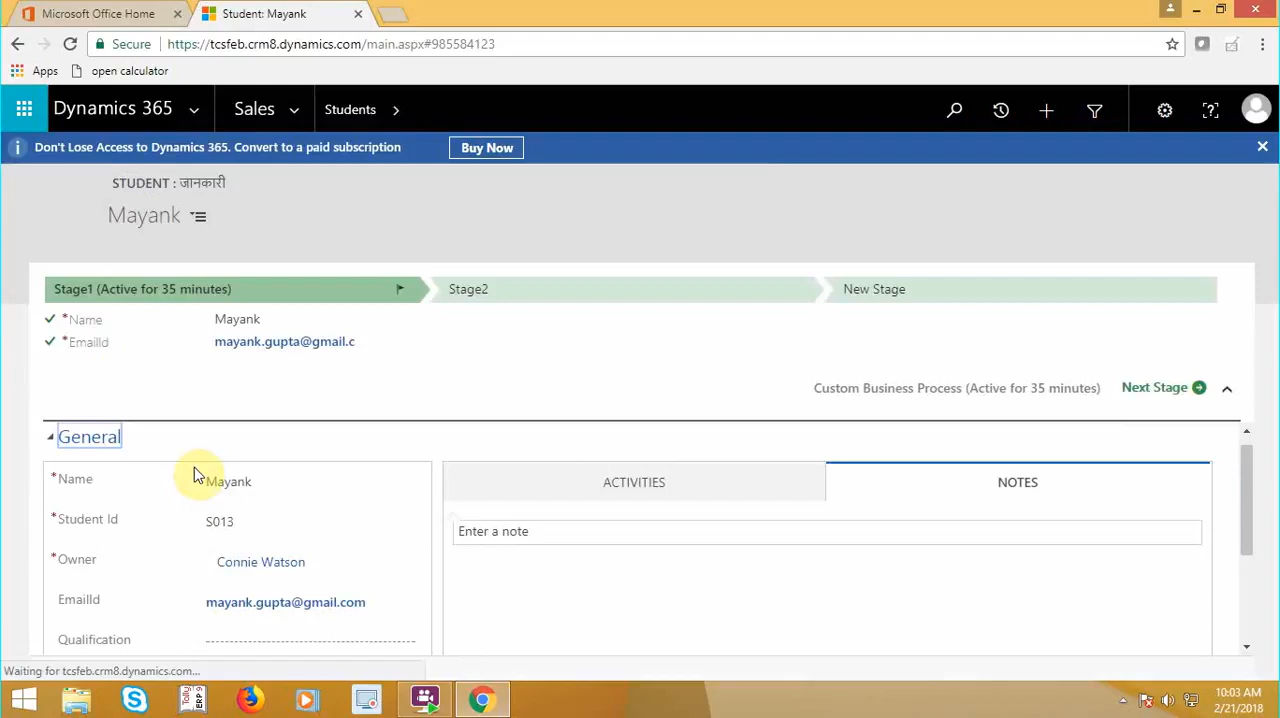 Microsoft Office Home
Student: Mayank
Secure
https://tcsfeb.crm8.dynamics.com/main.aspx#985584123
Apps
open calculator
Dynamics 365
Sales
Students
Don't Lose Access to Dynamics 365. Convert to a paid subscription
Buy Now
STUDENT : जानकारी
Mayank
Stage1 (Active for 35 minutes)
Stage2
New Stage
*Name
Mayank
*EmailId
mayank.gupta@gmail.c
Custom Business Process (Active for 35 minutes)
Next Stage
General
*Name
Mayank
*Student Id
S013
*Owner
Connie Watson
EmailId
mayank.gupta@gmail.com
Qualification
ACTIVITIES
NOTES
Enter a note
Waiting for tcsfeb.crm8.dynamics.com...
10:03 AM
2/21/2018